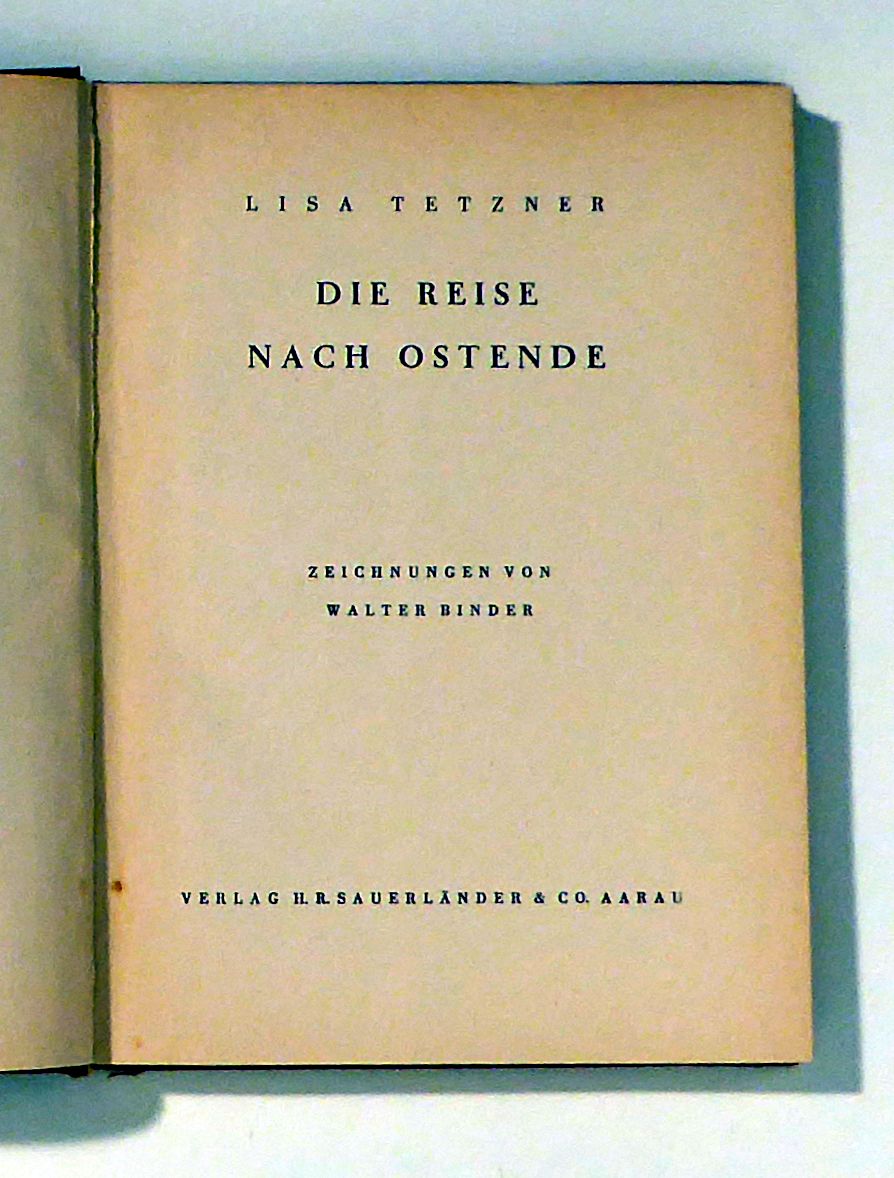 LISA TETZNER
DIE REISE
NACH OSTENDE
ZEICHNUNGEN VON
WALTER BINDER
VERLAG H.R. SAUERLÄNDER & CO. AARAU